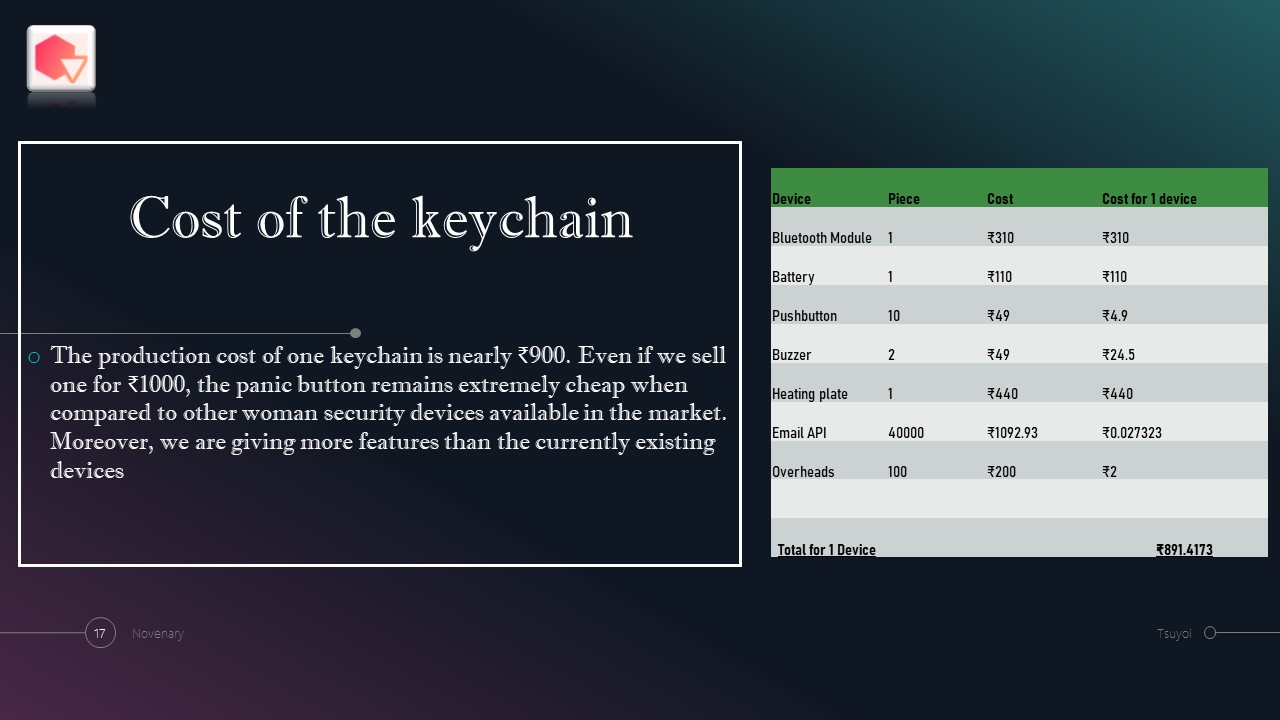 Cost of the keychain
The production cost of one keychain is nearly ₹900. Even if we sell
one for ₹1000, the panic button remains extremely cheap when
compared to other woman security devices available in the market.
Moreover, we are giving more features than the currently existing
devices
Device Piece Cost Cost for 1 device
Bluetooth Module 1 ₹310 ₹310
Battery 1 ₹110 ₹110
Pushbutton 10 ₹49 ₹4.9
Buzzer 2 ₹49 ₹24.5
Heating plate 1 ₹440 ₹440
Email API 40000 ₹1092.93 ₹0.027323
Overheads 100 ₹200 ₹2
Total for 1 Device ₹891.4173
17 Novenary
Tsuyoi